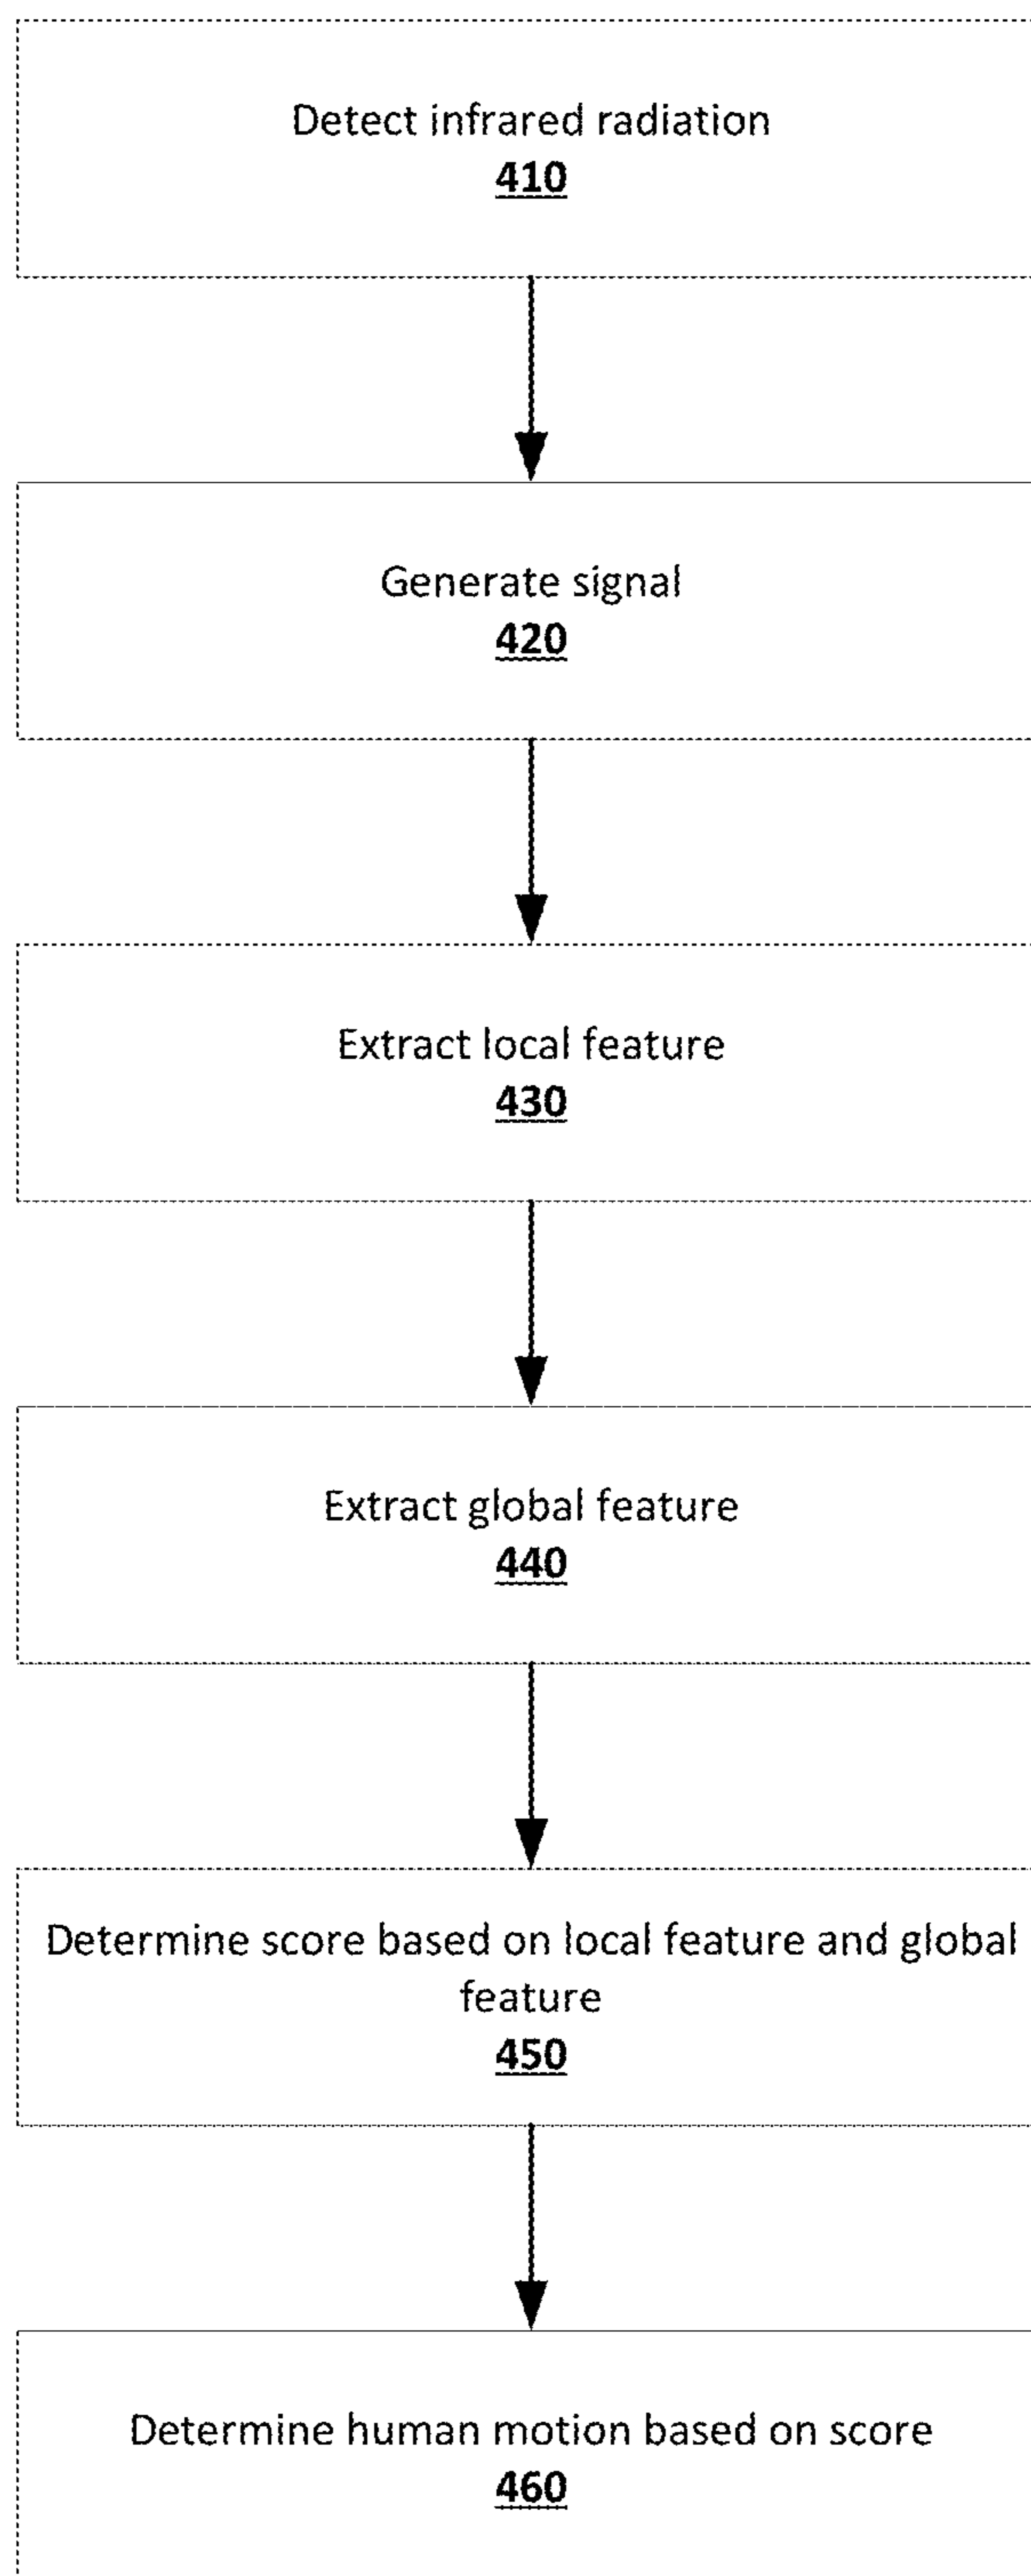 Detect infrared radiation
410
Generate signal
420
Extract local feature
430
Extract global feature
440
Determine score based on local feature and global
feature
450
Determine human motion based on score
460